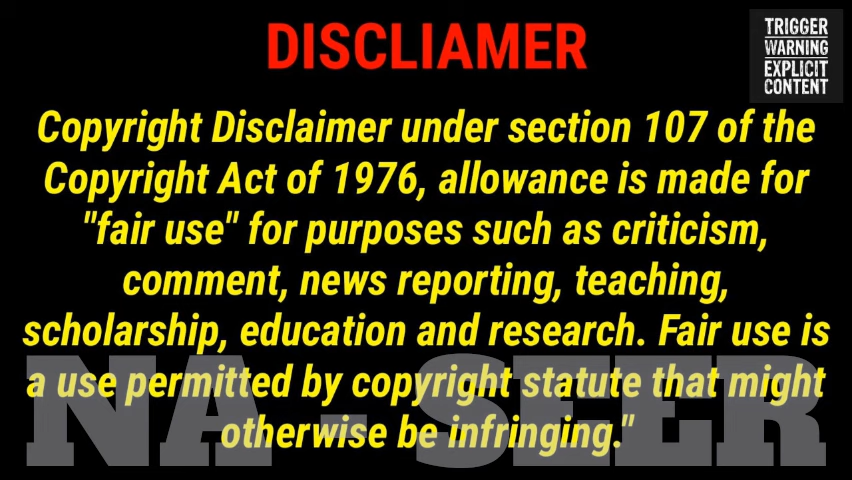 DISCLIAMER
TRIGGER
WARNING
EXPLICIT
CONTENT
Copyright Disclaimer under section 107 of the
Copyright Act of 1976, allowance is made for
"fair use" for purposes such as criticism,
comment, news reporting, teaching,
scholarship, education and research. Fair use is
a use permitted by copyright statute that might
otherwise be infringing."
NA - SEER